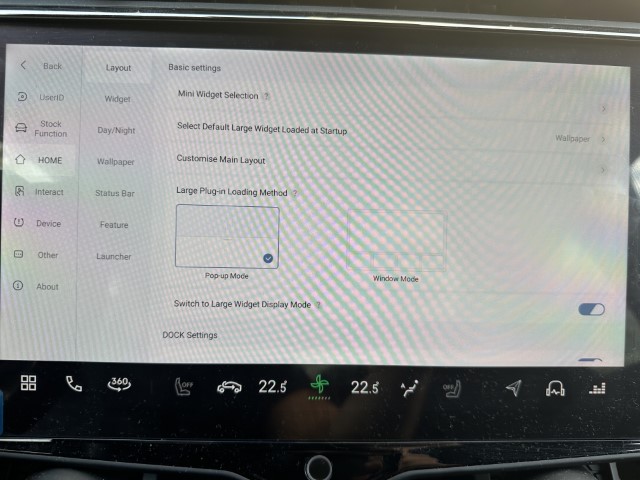 Back
UserID
Stock
Function
HOME
Interact
Device
Other
About
Layout
Widget
Day/Night
Wallpaper
Status Bar
Feature
Launcher
Basic settings
Mini Widget Selection ?
Select Default Large Widget Loaded at Startup
Wallpaper
Customise Main Layout
Large Plug-in Loading Method ?
Pop-up Mode
Window Mode
Switch to Large Widget Display Mode ?
DOCK Settings
360
OFF
22.5°
22.5°
OFF